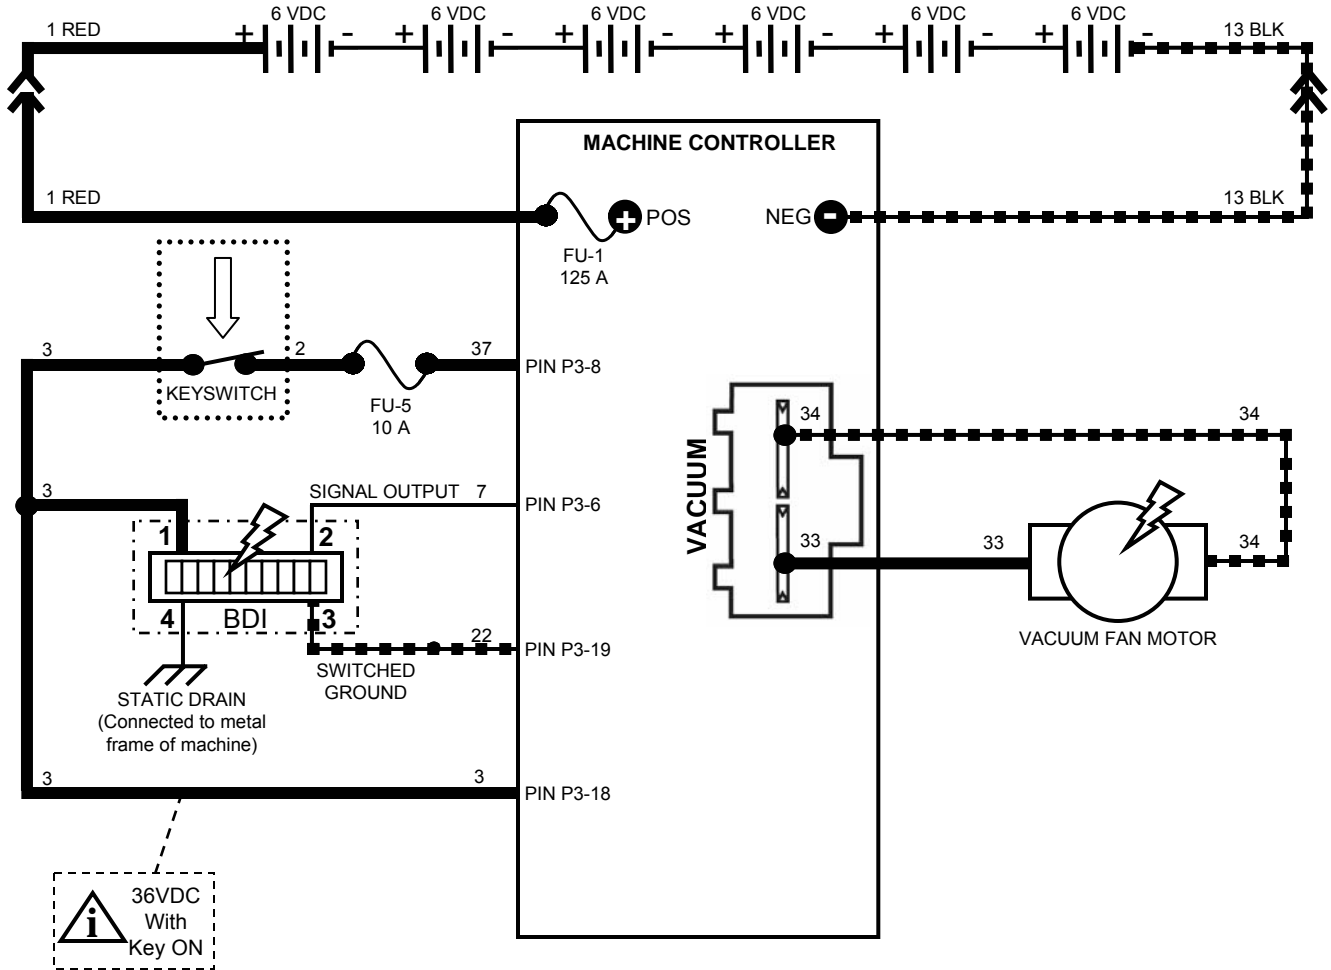 6 VDC 6 VDC 6 VDC 6 VDC 6 VDC 6 VDC
1 RED + - + - + - + - + - + - 13 BLK
MACHINE CONTROLLER
1 RED + POS NEG - 13 BLK
FU-1
125 A
3 2 37
PIN P3-8
KEYSWITCH
FU-5
10 A
34 34
VACUUM
3 SIGNAL OUTPUT 7 PIN P3-6
1 2
33 33 34
4 BDI 3
22 PIN P3-19
VACUUM FAN MOTOR
SWITCHED
GROUND
STATIC DRAIN
(Connected to metal
frame of machine)
3 3
PIN P3-18
i
36VDC
With
Key ON